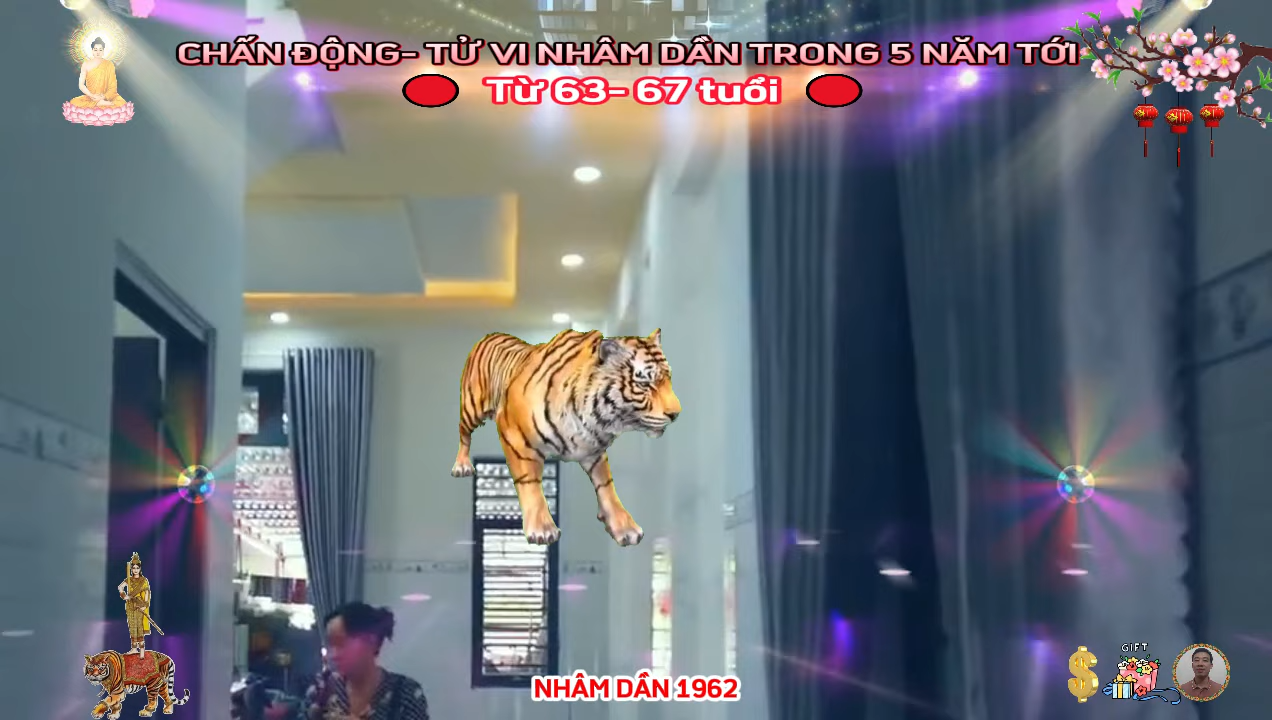 CHẤN ĐỘNG- TỬ VI NHÂM DẦN TRONG 5 NĂM TỚI
Từ 63- 67 tuổi
GIFT
NHÂM DẦN 1962